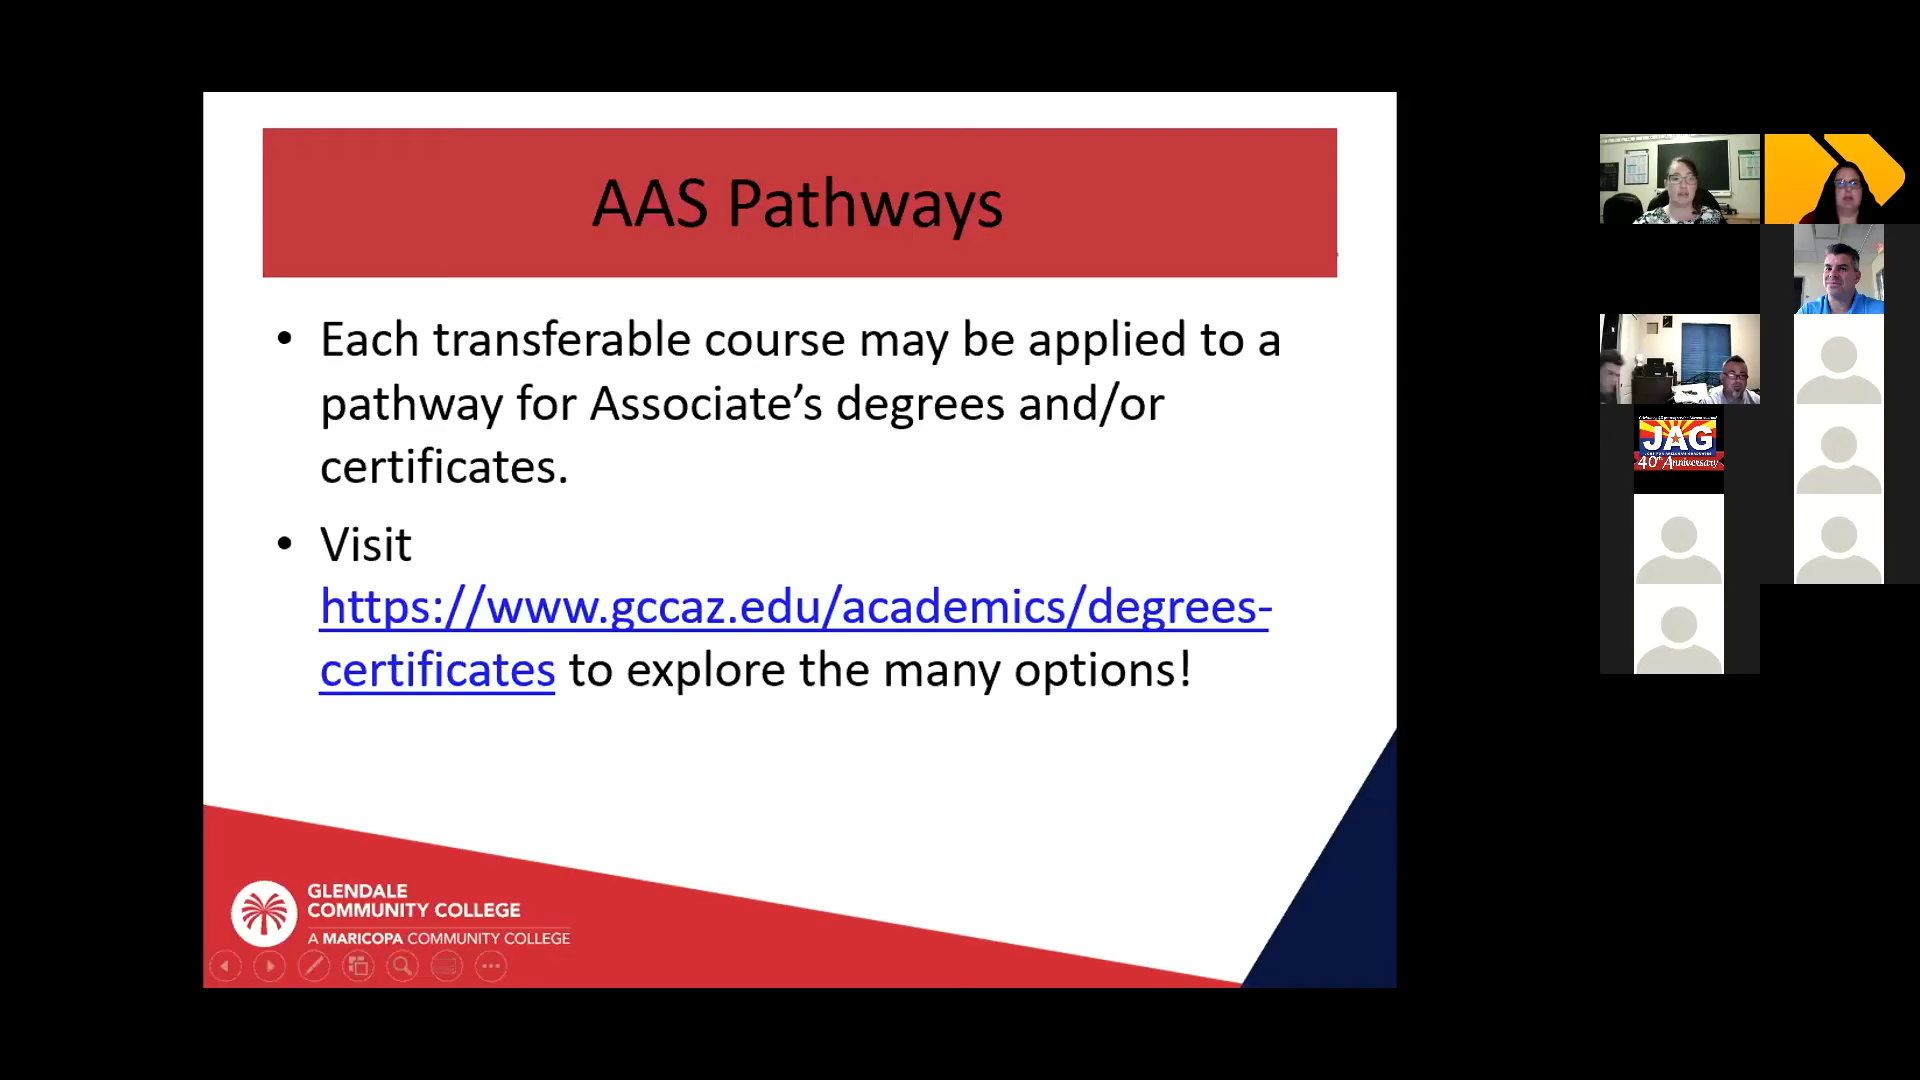 AAS Pathways
• Each transferable course may be applied to a
pathway for Associate’s degrees and/or
certificates.
• Visit
https://www.gccaz.edu/academics/degrees-
certificates to explore the many options!
GLENDALE
COMMUNITY COLLEGE
A MARICOPA COMMUNITY COLLEGE
JAG
40th Anniversary